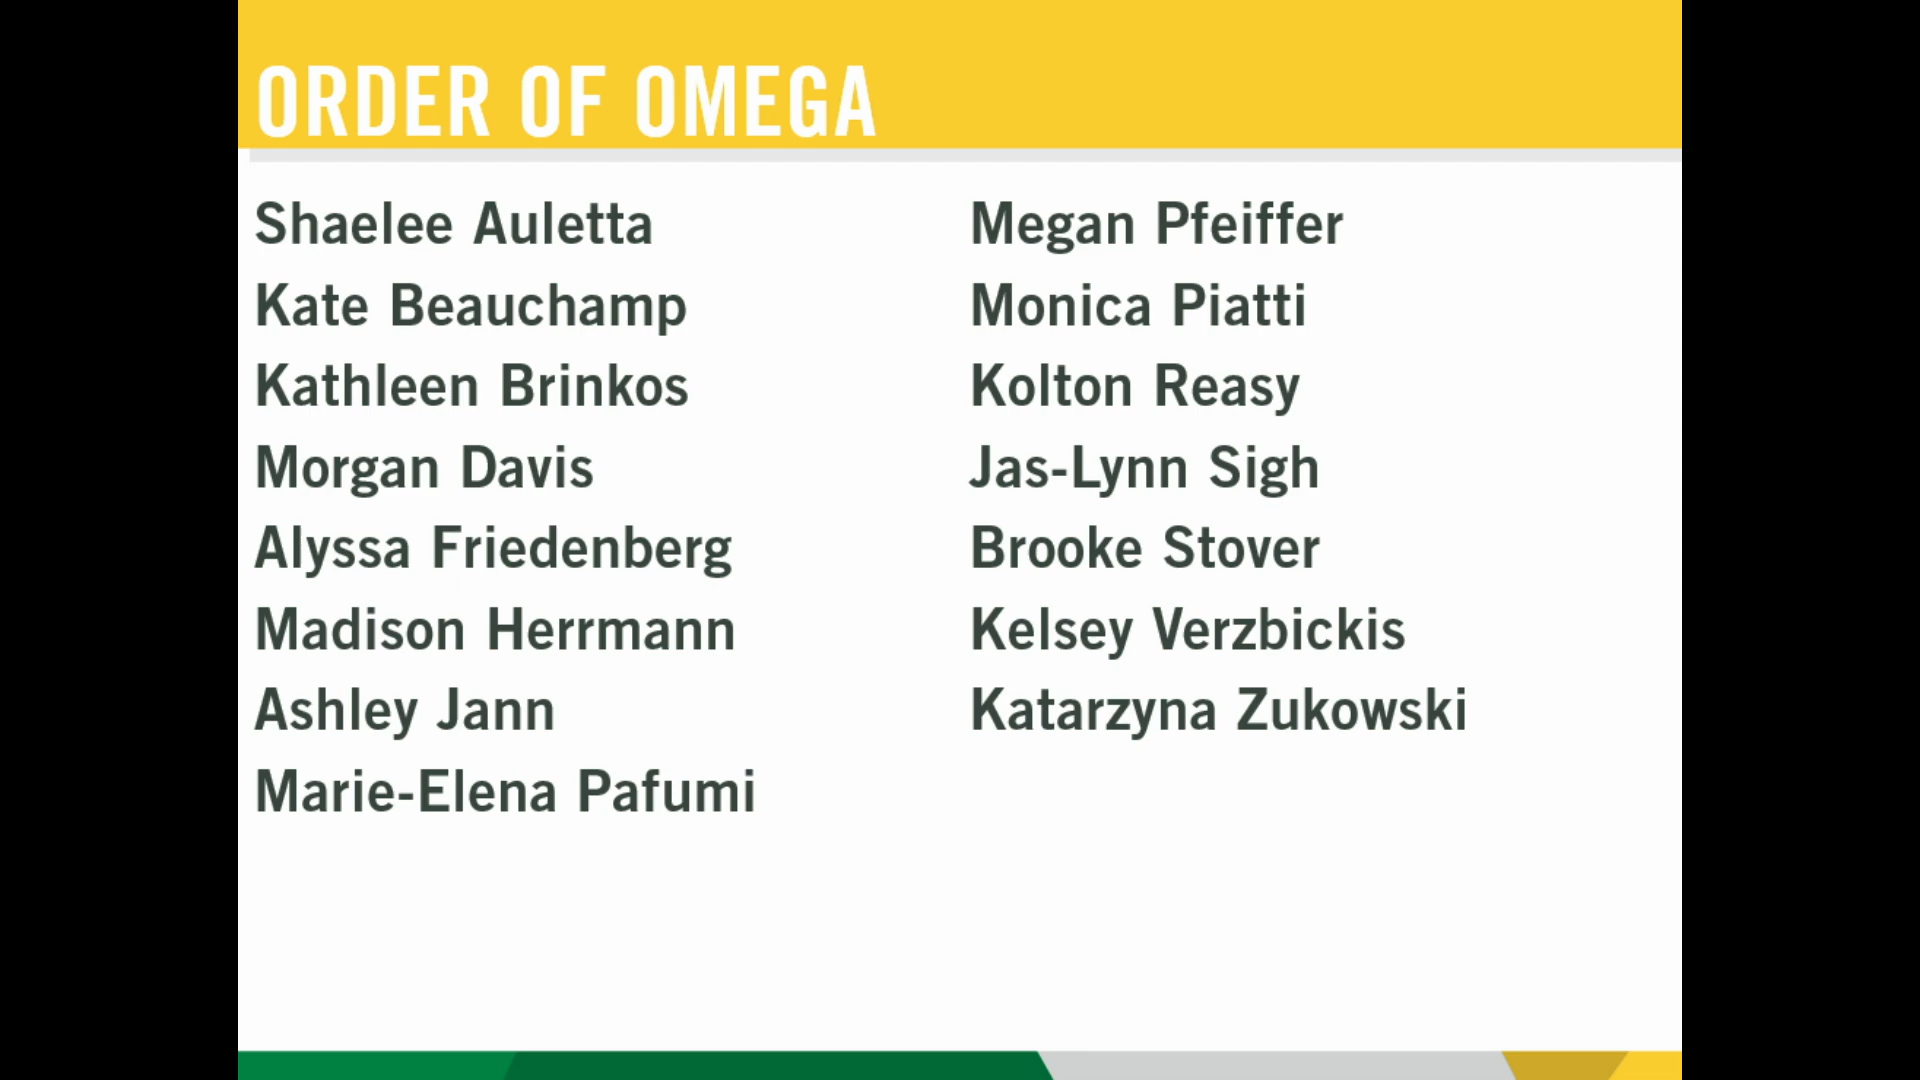 ORDER OF OMEGA
Shaelee Auletta
Kate Beauchamp
Kathleen Brinkos
Morgan Davis
Alyssa Friedenberg
Madison Herrmann
Ashley Jann
Marie-Elena Pafumi
Megan Pfeiffer
Monica Piatti
Kolton Reasy
Jas-Lynn Sigh
Brooke Stover
Kelsey Verzbickis
Katarzyna Zukowski